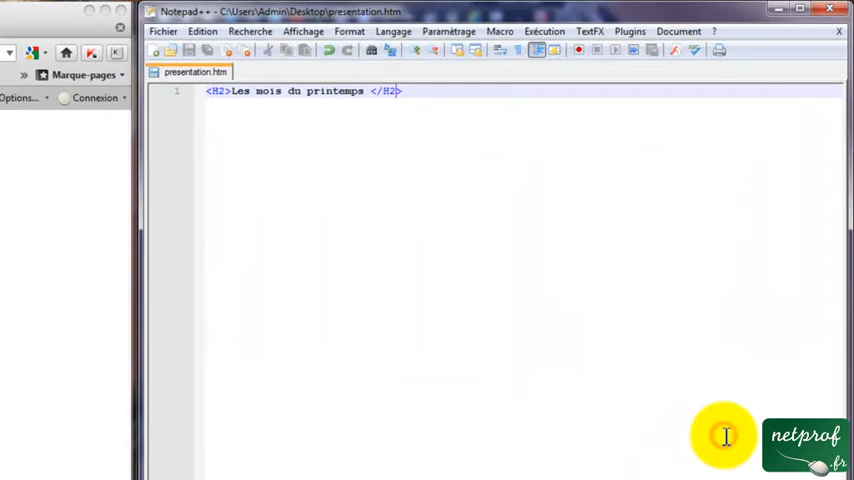 Notepad++ - C:\Users\Admin\Desktop\presentation.htm
Fichier Edition Recherche Affichage Format Langage Paramètrage Macro Exécution TextFX Plugins Document ? X
» Marque-pages
presentation.htm
Options... Connexion
1 <H2>Les mois du printemps </H2>
netprof
.fr